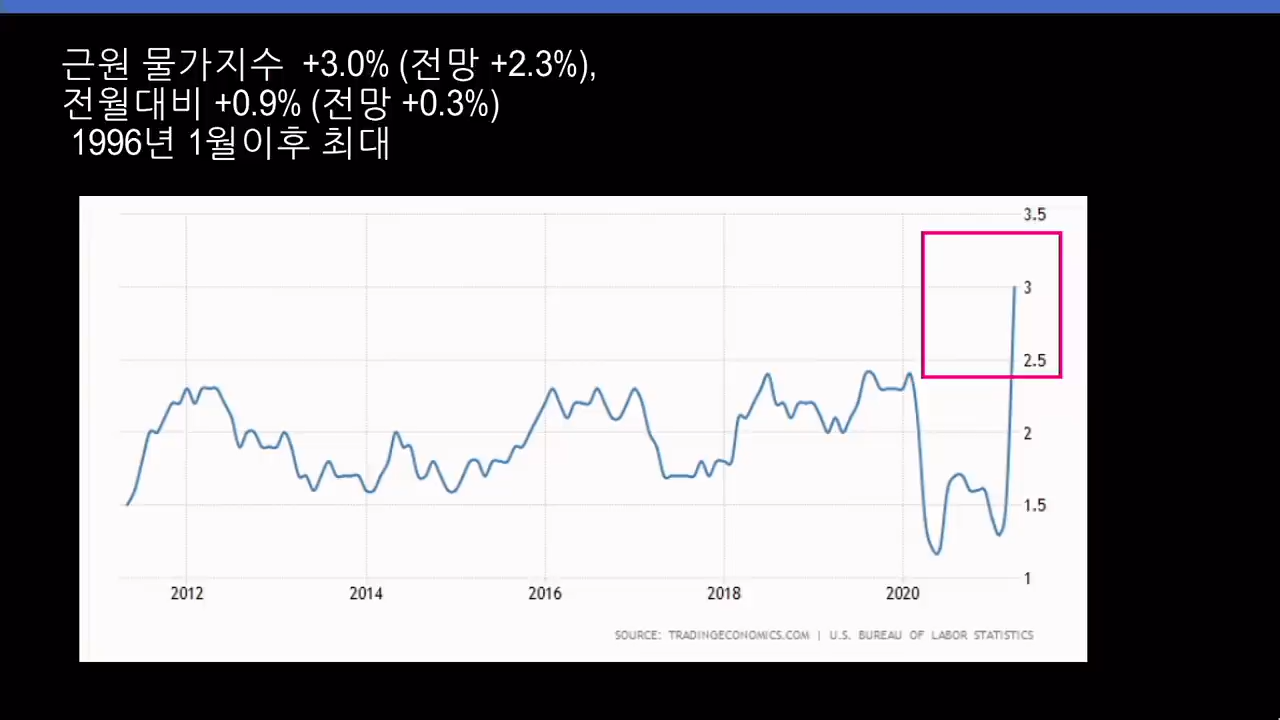 근원 물가지수 +3.0% (전망 +2.3%),
전월대비 +0.9% (전망 +0.3%)
1996년 1월이후 최대
3.5
3
2.5
2
1.5
1
2012 2014 2016 2018 2020
SOURCE: TRADINGECONOMICS.COM | U.S. BUREAU OF LABOR STATISTICS